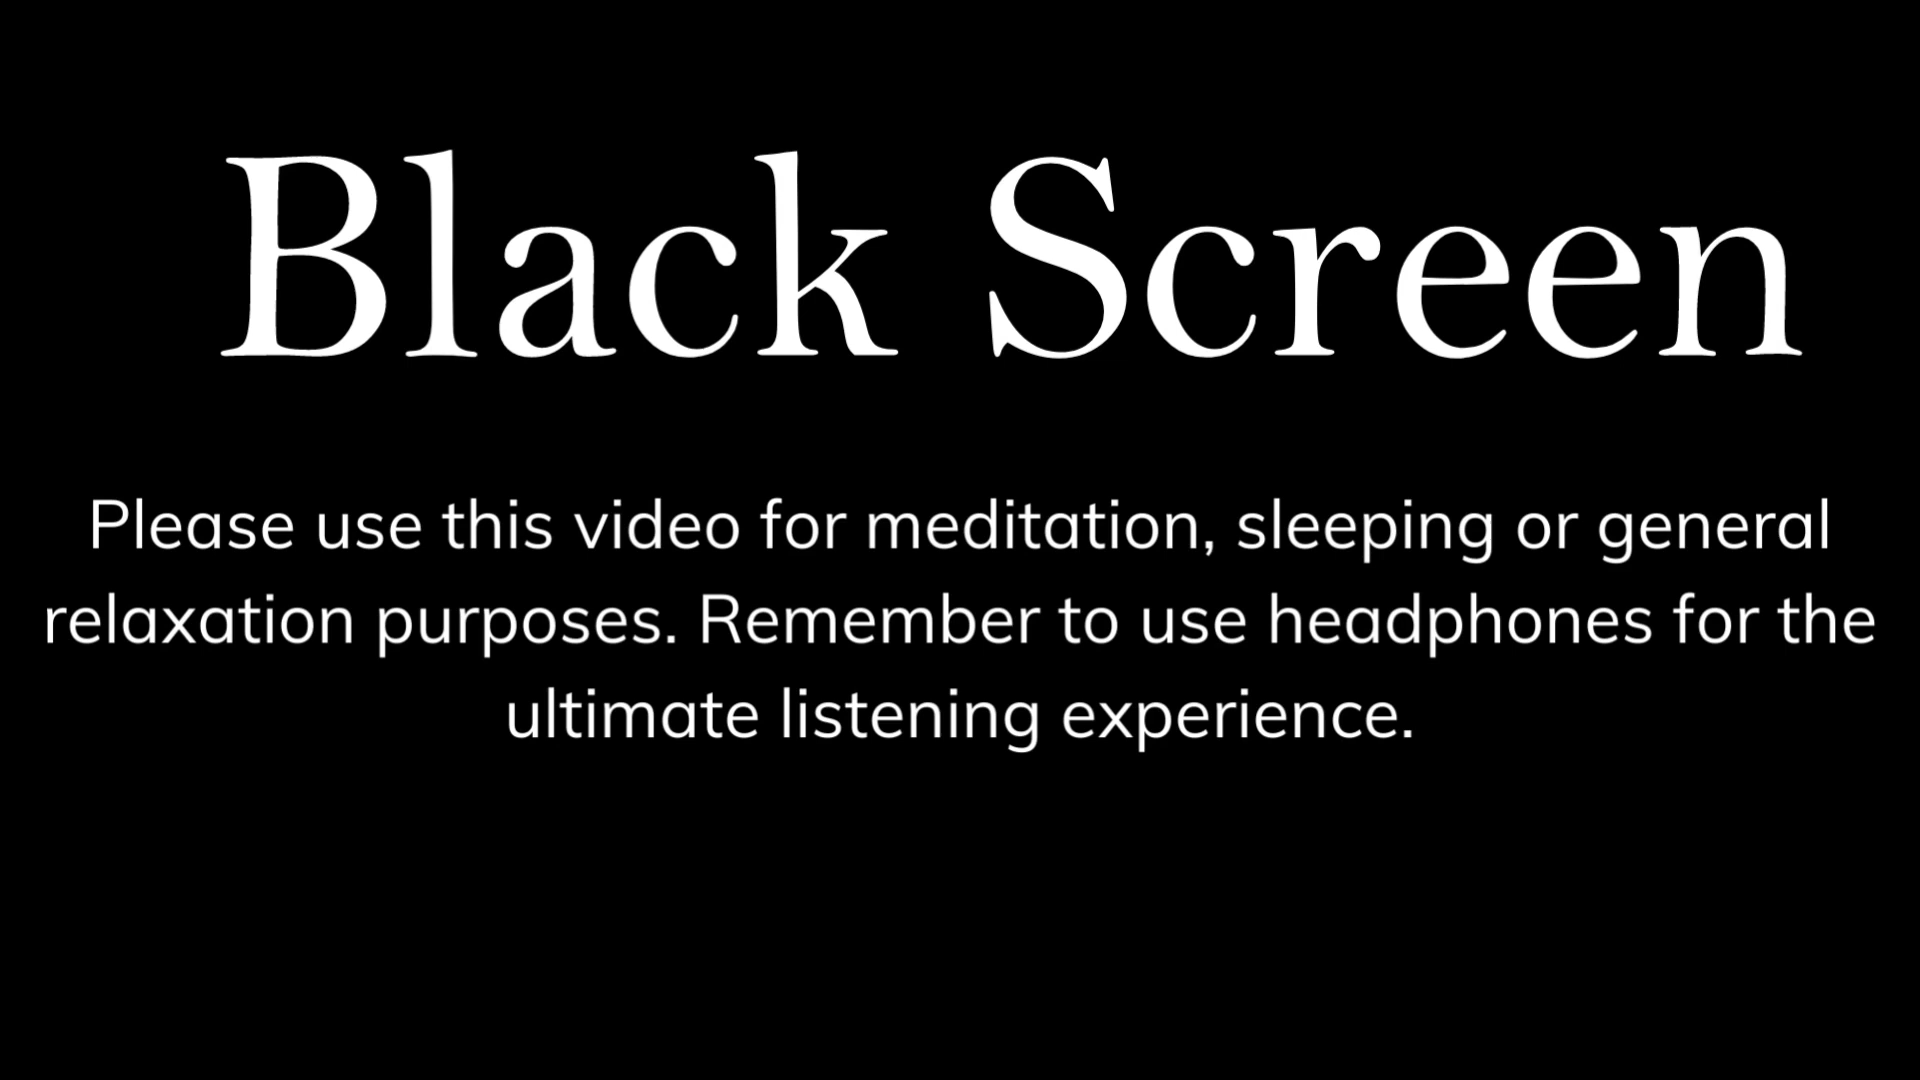 Black Screen
Please use this video for meditation, sleeping or general
relaxation purposes. Remember to use headphones for the
ultimate listening experience.